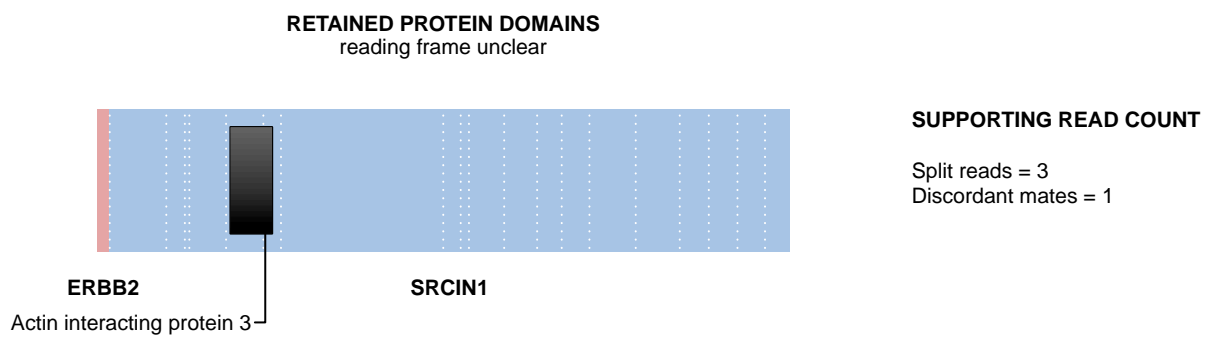 RETAINED PROTEIN DOMAINS
reading frame unclear
SUPPORTING READ COUNT
Split reads = 3
Discordant mates = 1
ERBB2
SRCIN1
Actin interacting protein 3